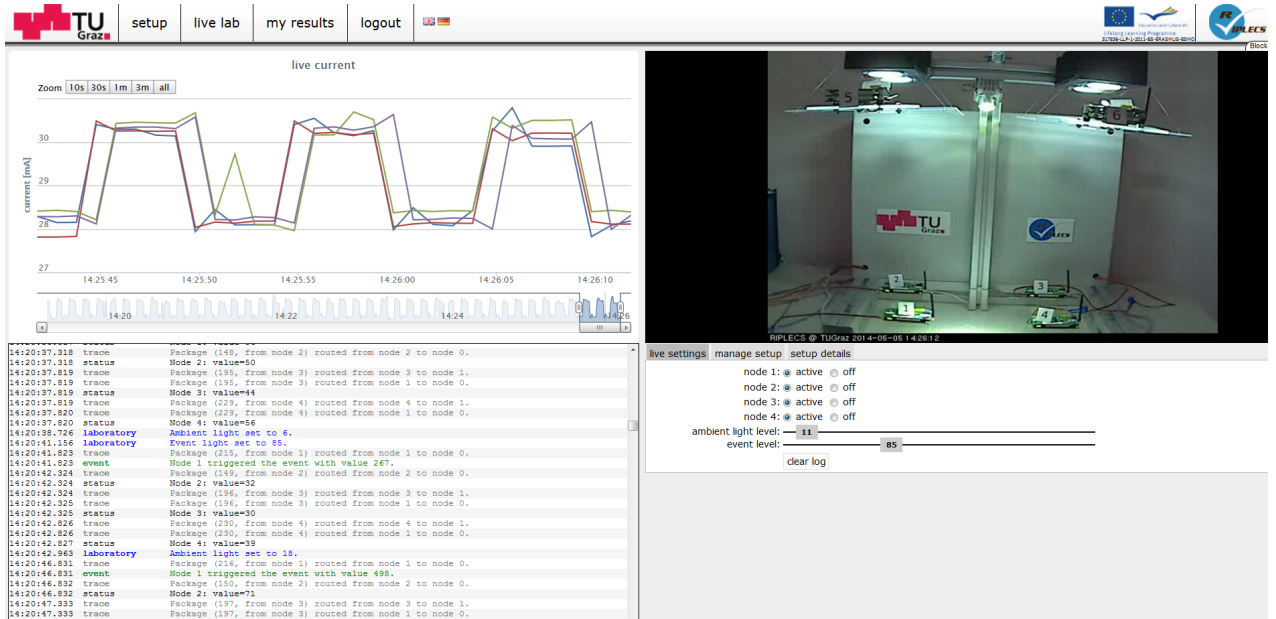 TU Graz
setup
live lab
my results
logout
Education and Culture DG
Lifelong Learning Programme
RIPLECS
Block
live current
Zoom 10s 30s 1m 3m all
current [mA]
30
29
28
27
14:25:45 14:25:50 14:25:55 14:26:00 14:26:05 14:26:10
14:20 14:22 14:24 14:26
5
6
TU Graz
RIPLECS
2
3
1
4
RIPLECS @ TUGraz 2014-05-05 14:26:12
14:20:37.318 trace Package (148, from node 2) routed from node 2 to node 0.
14:20:37.318 status Node 2: value=50
14:20:37.819 trace Package (195, from node 3) routed from node 3 to node 1.
14:20:37.819 trace Package (195, from node 3) routed from node 1 to node 0.
14:20:37.819 status Node 3: value=44
14:20:37.819 trace Package (229, from node 4) routed from node 4 to node 1.
14:20:37.820 trace Package (229, from node 4) routed from node 1 to node 0.
14:20:37.820 status Node 4: value=56
14:20:38.726 laboratory Ambient light set to 6.
14:20:41.156 laboratory Event light set to 85.
14:20:41.823 trace Package (215, from node 1) routed from node 1 to node 0.
14:20:41.823 event Node 1 triggered the event with value 267.
14:20:42.324 trace Package (149, from node 2) routed from node 2 to node 0.
14:20:42.324 status Node 2: value=32
14:20:42.324 trace Package (196, from node 3) routed from node 3 to node 1.
14:20:42.325 trace Package (196, from node 3) routed from node 1 to node 0.
14:20:42.325 status Node 3: value=30
14:20:42.826 trace Package (230, from node 4) routed from node 4 to node 1.
14:20:42.826 trace Package (230, from node 4) routed from node 1 to node 0.
14:20:42.827 status Node 4: value=39
14:20:42.963 laboratory Ambient light set to 18.
14:20:46.831 trace Package (216, from node 1) routed from node 1 to node 0.
14:20:46.831 event Node 1 triggered the event with value 498.
14:20:46.832 trace Package (150, from node 2) routed from node 2 to node 0.
14:20:46.832 status Node 2: value=71
14:20:47.333 trace Package (197, from node 3) routed from node 3 to node 1.
14:20:47.333 trace Package (197, from node 3) routed from node 1 to node 0.
live settings manage setup setup details
node 1: active off
node 2: active off
node 3: active off
node 4: active off
ambient light level: 11
event level: 85
clear log